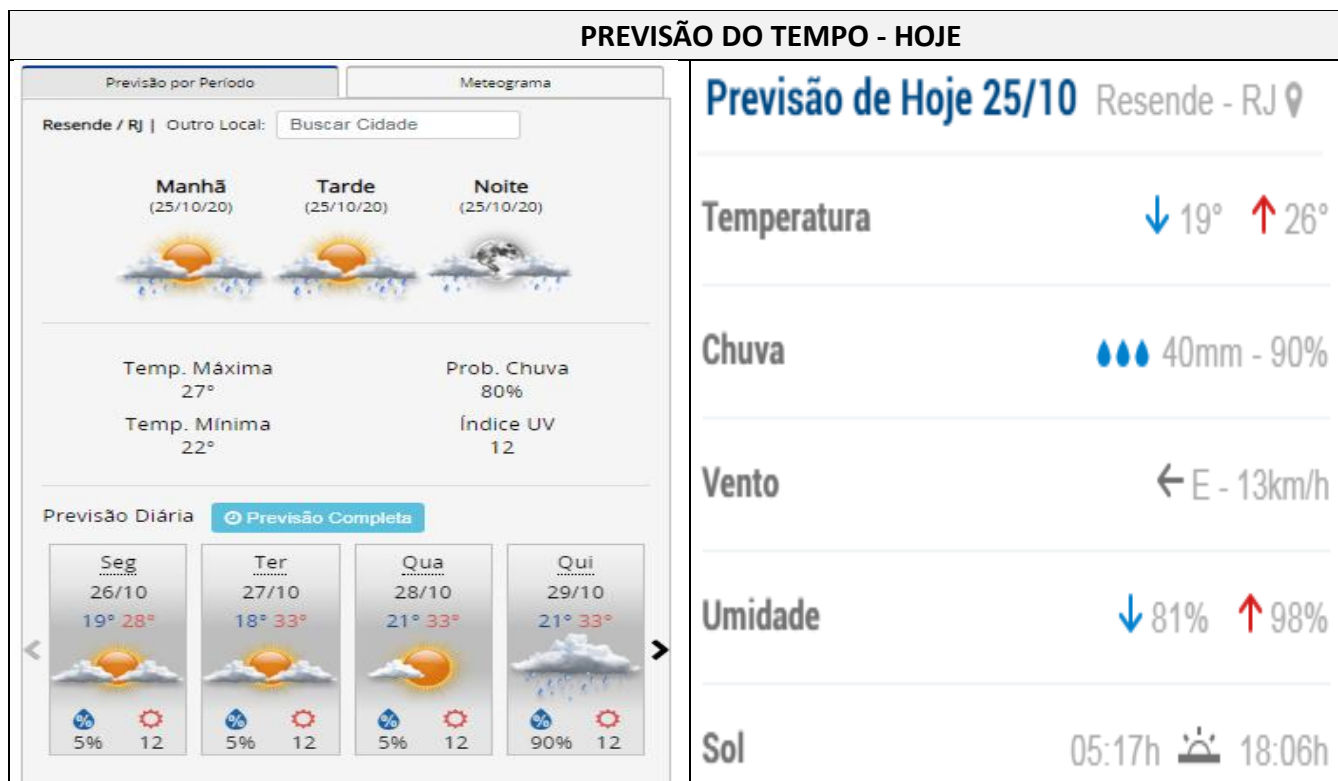 PREVISÃO DO TEMPO - HOJE
Previsão por Período
Meteograma
Resende / RJ | Outro Local: Buscar Cidade
Manhã Tarde Noite
(25/10/20) (25/10/20) (25/10/20)
Temp. Máxima Prob. Chuva
27° 80%
Temp. Mínima Índice UV
22° 12
Previsão Diária Previsão Completa
Seg Ter Qua Qui
26/10 27/10 28/10 29/10
19° 28° 18° 33° 21° 33° 21° 33°
% % % %
5% 12 5% 12 5% 12 90% 12
Previsão de Hoje 25/10 Resende - RJ
Temperatura ↓ 19° ↑ 26°
Chuva 40mm - 90%
Vento ← E - 13km/h
Umidade ↓ 81% ↑ 98%
Sol 05:17h 18:06h